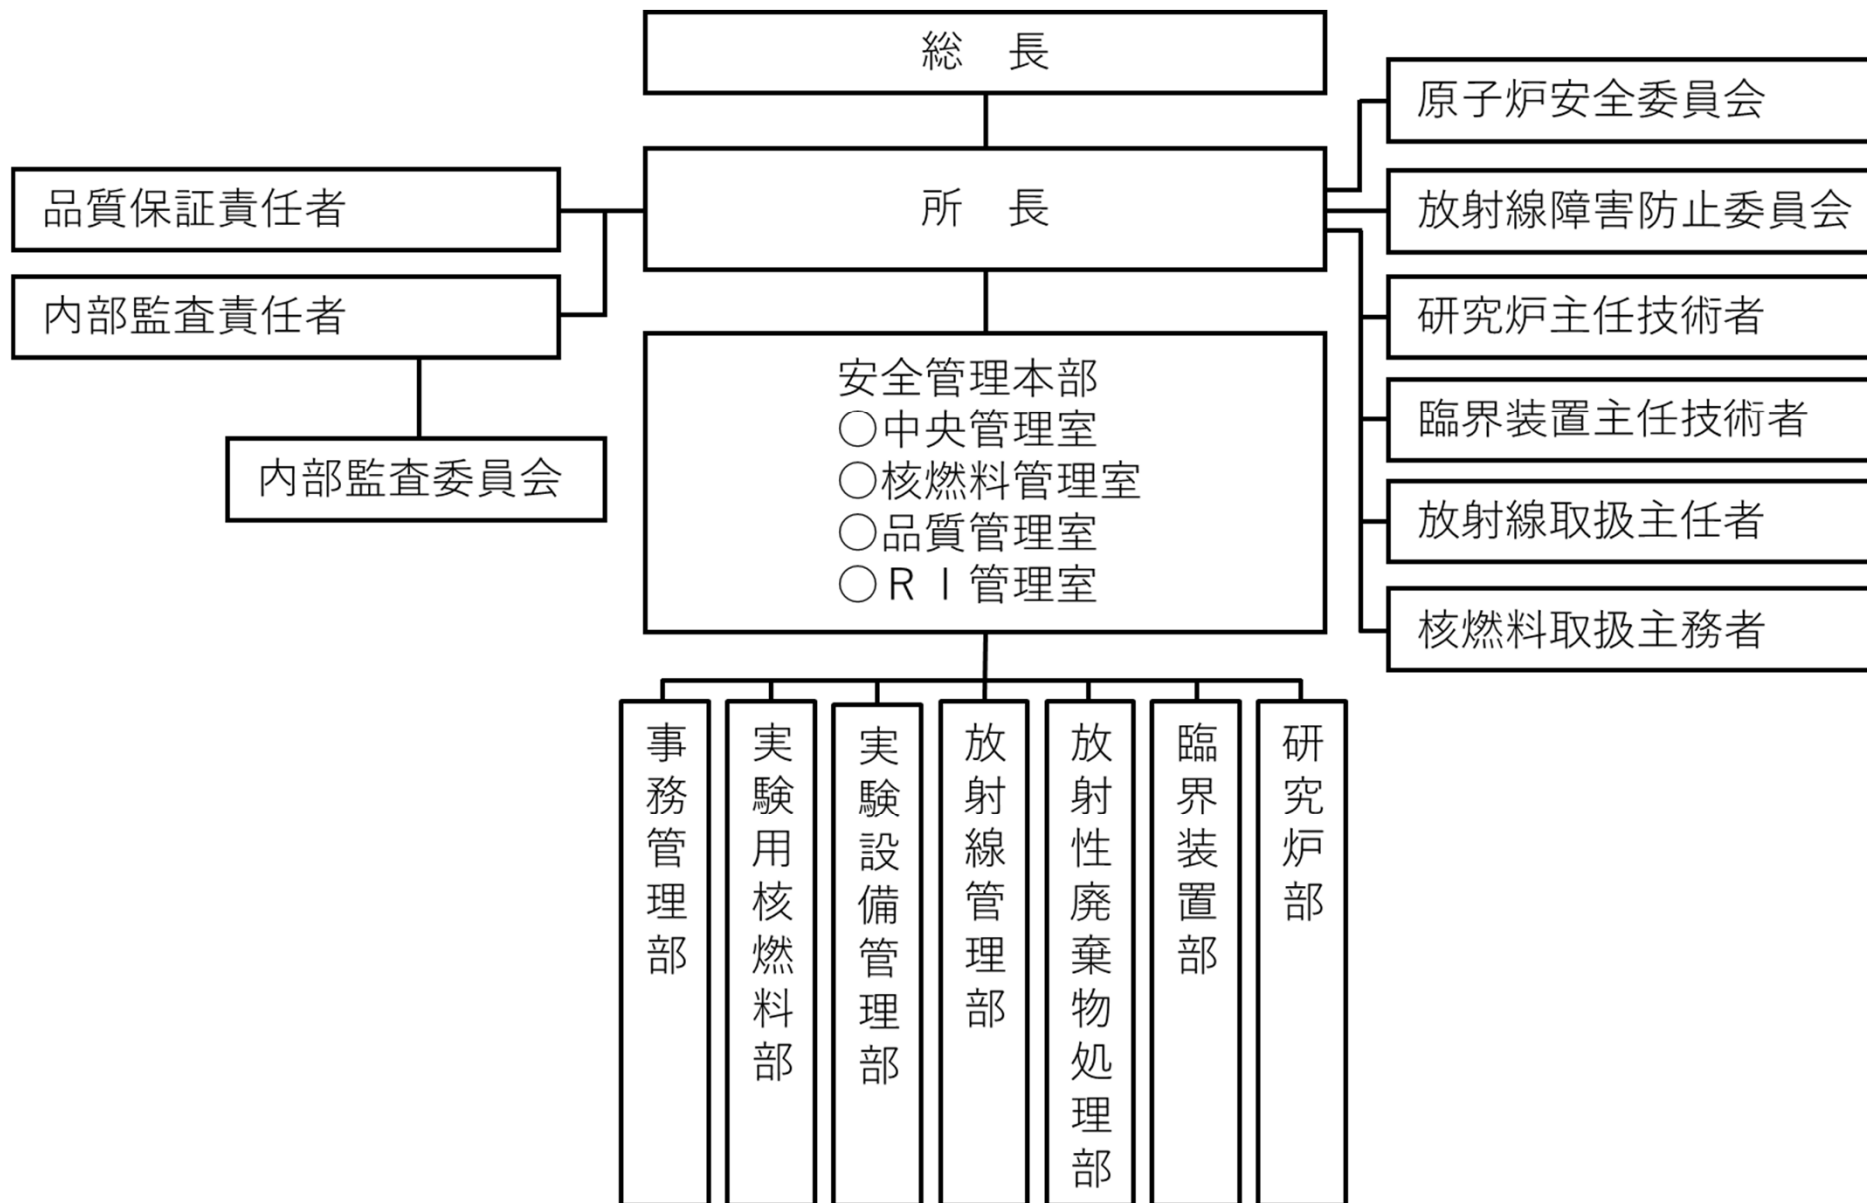 総　長
所　長
品質保証責任者
内部監査責任者
内部監査委員会
原子炉安全委員会
放射線障害防止委員会
研究炉主任技術者
臨界装置主任技術者
放射線取扱主任者
核燃料取扱主務者
安全管理本部
○中央管理室
○核燃料管理室
○品質管理室
○ＲＩ管理室
事務管理部
実験用核燃料部
実験設備管理部
放射線管理部
放射性廃棄物処理部
臨界装置部
研究炉部